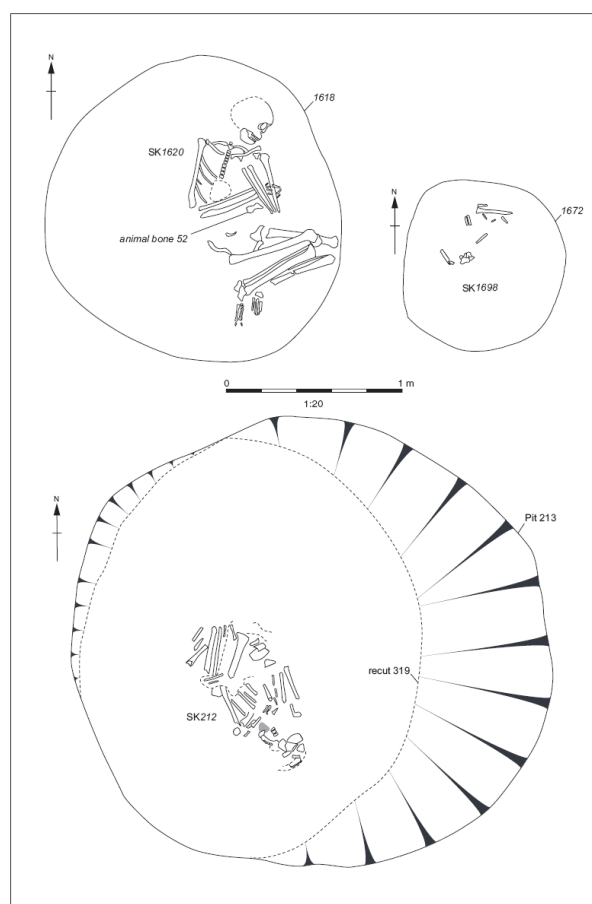 N
1618
SK1620
animal bone 52
N
1672
SK1698
0 1 m
1:20
N
Pit 213
recut 319
SK212